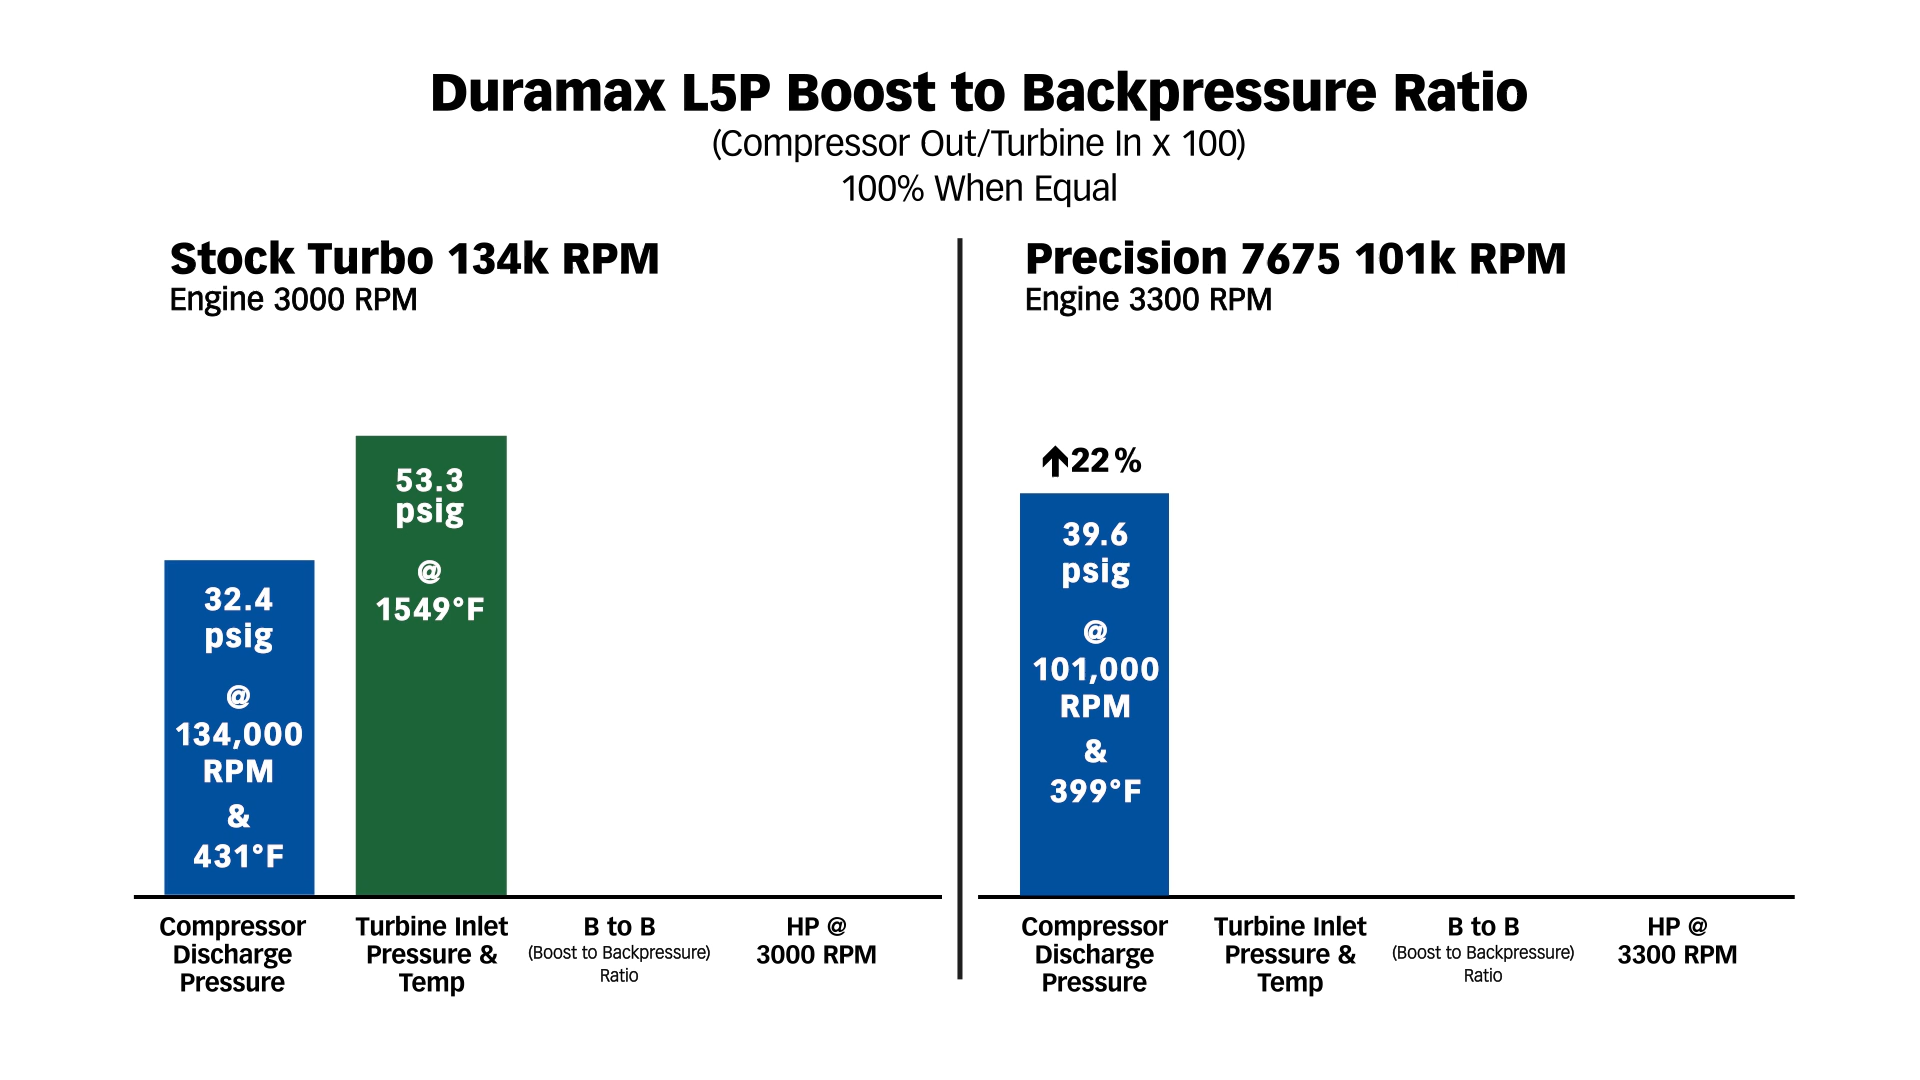 Duramax L5P Boost to Backpressure Ratio
(Compressor Out/Turbine In x 100)
100% When Equal
Stock Turbo 134k RPM
Engine 3000 RPM
32.4
psig
@
134,000
RPM
&
431°F
53.3
psig
@
1549°F
Compressor
Discharge
Pressure
Turbine Inlet
Pressure &
Temp
B to B
(Boost to Backpressure)
Ratio
HP @
3000 RPM
Precision 7675 101k RPM
Engine 3300 RPM
↑22%
39.6
psig
@
101,000
RPM
&
399°F
Compressor
Discharge
Pressure
Turbine Inlet
Pressure &
Temp
B to B
(Boost to Backpressure)
Ratio
HP @
3300 RPM